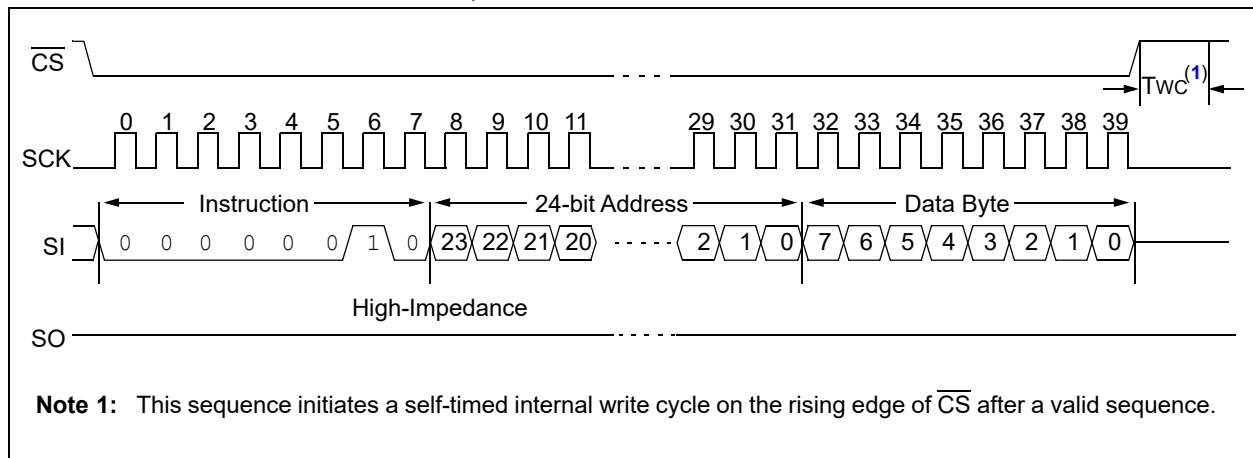 CS
TWC(1)
0 1 2 3 4 5 6 7 8 9 10 11 29 30 31 32 33 34 35 36 37 38 39
SCK
Instruction 24-bit Address Data Byte
SI 0 0 0 0 0 0 1 0 23 22 21 20 2 1 0 7 6 5 4 3 2 1 0
High-Impedance
SO
Note 1: This sequence initiates a self-timed internal write cycle on the rising edge of CS after a valid sequence.